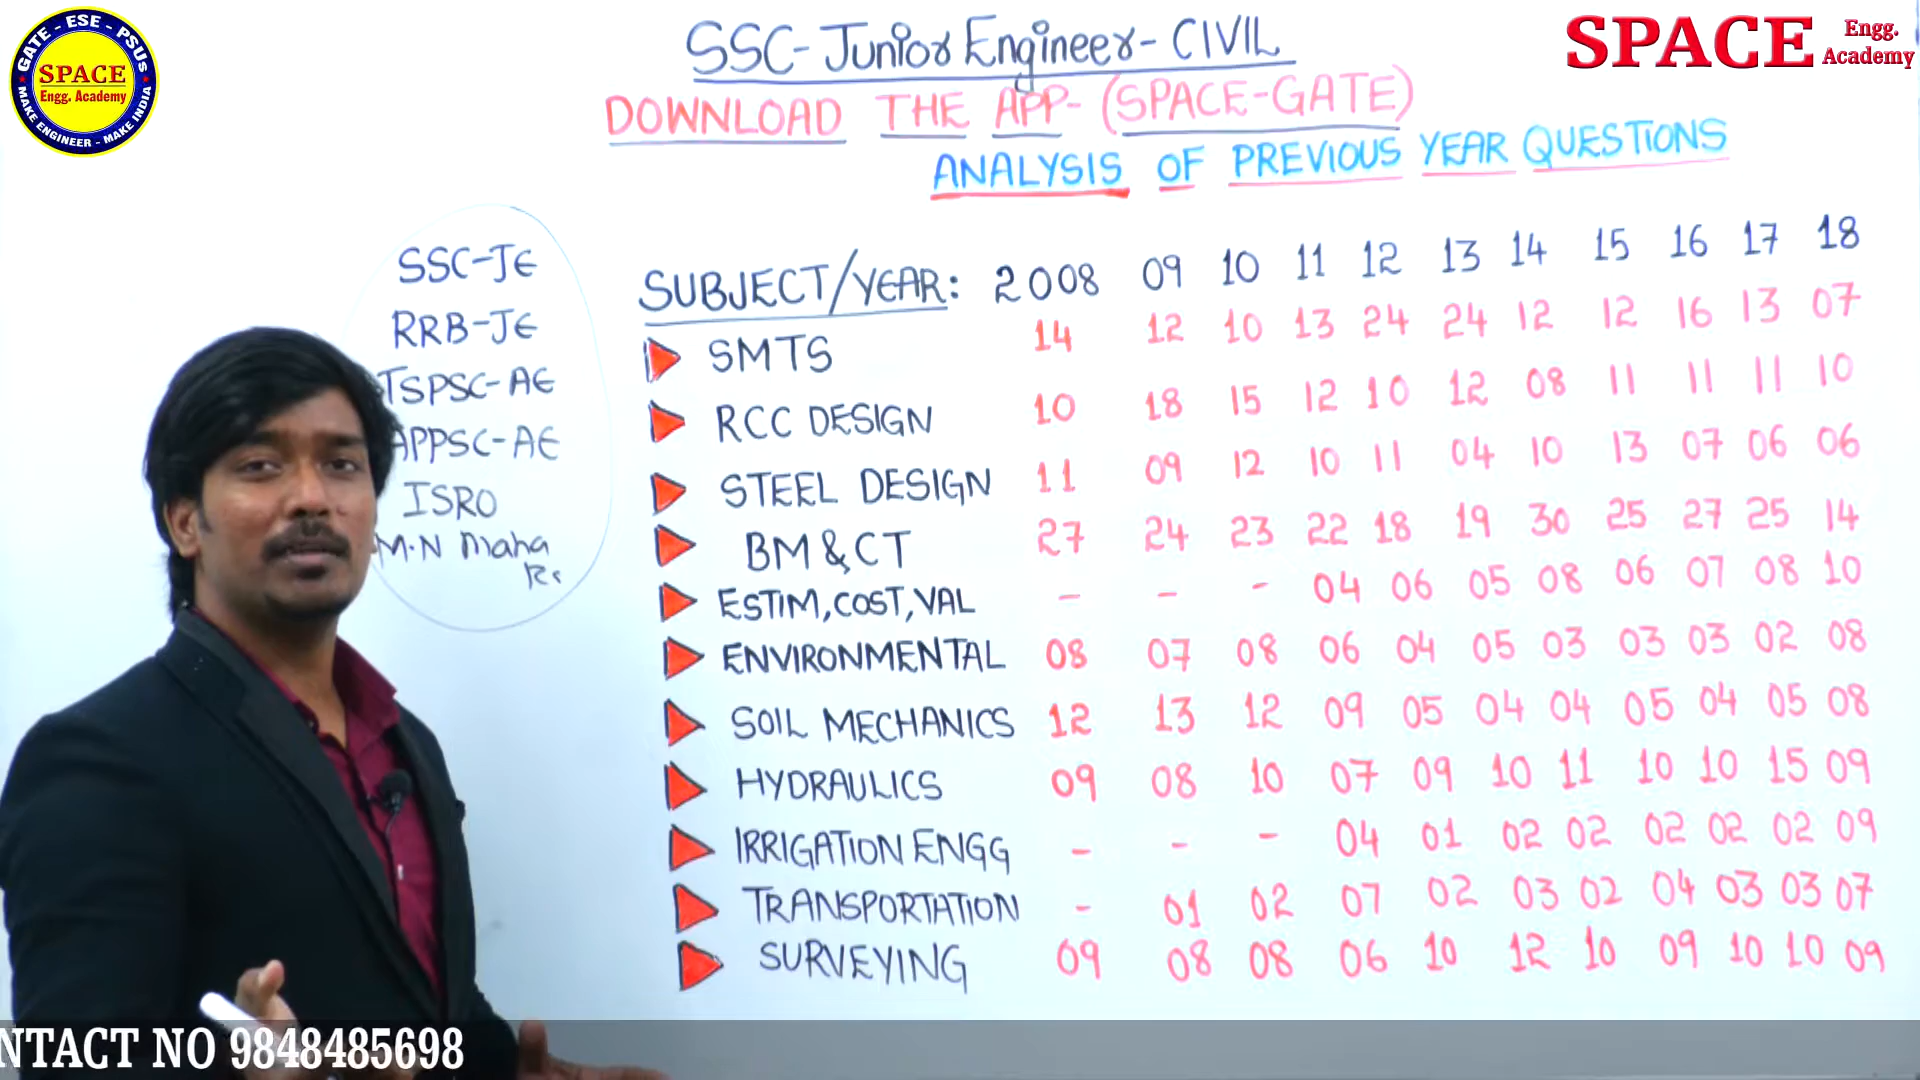 GATE - ESE - PSUs
SPACE
Engg. Academy
MAKE ENGINEER - MAKE INDIA
SSC-Junior Engineer-CIVIL
SPACE Engg. Academy
DOWNLOAD THE APP-(SPACE-GATE)
ANALYSIS OF PREVIOUS YEAR QUESTIONS
SSC-JE
RRB-JE
TSPSC-AE
APPSC-AE
ISRO
M.N Maha
SUBJECT/YEAR: 2008 09 10 11 12 13 14 15 16 17 18
SMTS 14 12 10 13 24 24 12 12 16 13 07
RCC DESIGN 10 18 15 12 10 12 08 11 11 11 10
STEEL DESIGN 11 09 12 10 11 04 10 13 07 06 06
BM & CT 27 24 23 22 18 19 30 25 27 25 14
ESTIM, COST, VAL - - - 04 06 05 08 06 07 08 10
ENVIRONMENTAL 08 07 08 06 04 05 03 03 03 02 08
SOIL MECHANICS 12 13 12 09 05 04 04 05 04 05 08
HYDRAULICS 09 08 10 07 09 10 11 10 10 15 09
IRRIGATION ENGG - - - 04 01 02 02 02 02 02 09
TRANSPORTATION - 01 02 07 02 03 02 04 03 03 07
SURVEYING 09 08 08 06 10 12 10 09 10 10 09
NTACT NO 9848485698